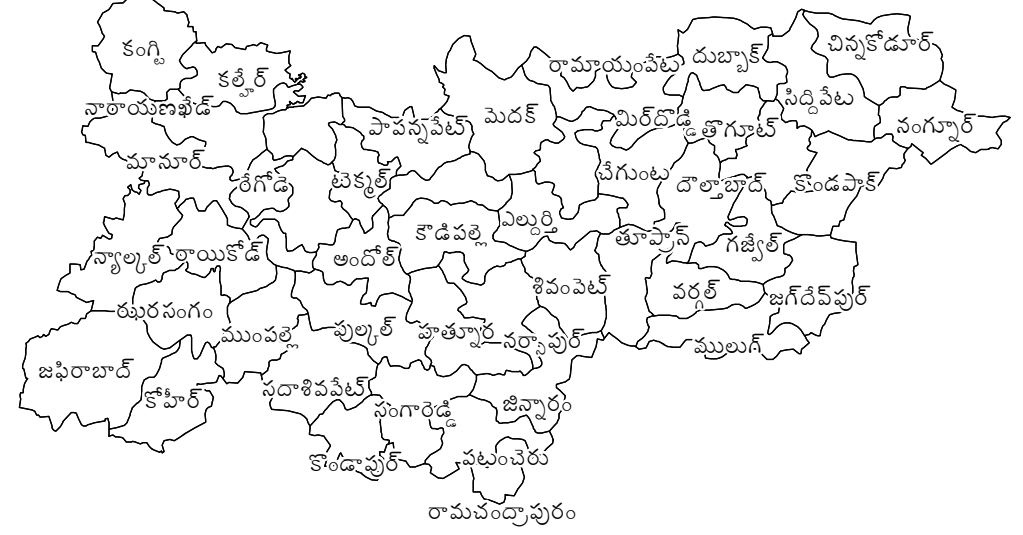 కంగ్టి
కల్హేర్
నారాయణఖేడ్
మానూర్
రేగోడె
టెక్మల్
పాపన్నపేట్
మెదక్
రామాయంపేట
దుబ్బాక్
చిన్నకోడూర్
సిద్దిపేట
నంగ్నూర్
మిర్‌దొడ్డి
తొగూట్
చేగుంట
దౌల్తాబాద్
కొండపాక్
న్యాల్కల్
రాయికోడ్
అందోల్
కౌడిపల్లె
ఎల్దుర్తి
తూప్రాన్
గజ్వేల్
శివంపెట్
వర్గల్
జగ్‌దేవ్‌పుర్
ఝరసంగం
ముంపల్లె
పుల్కల్
హత్నూర
నర్సాపుర్
ములుగ్
జహీరాబాద్
కోహీర్
సదాశివపేట్
సంగారెడ్డి
జిన్నారం
కొండాపుర్
పటంచెరు
రామచంద్రాపురం